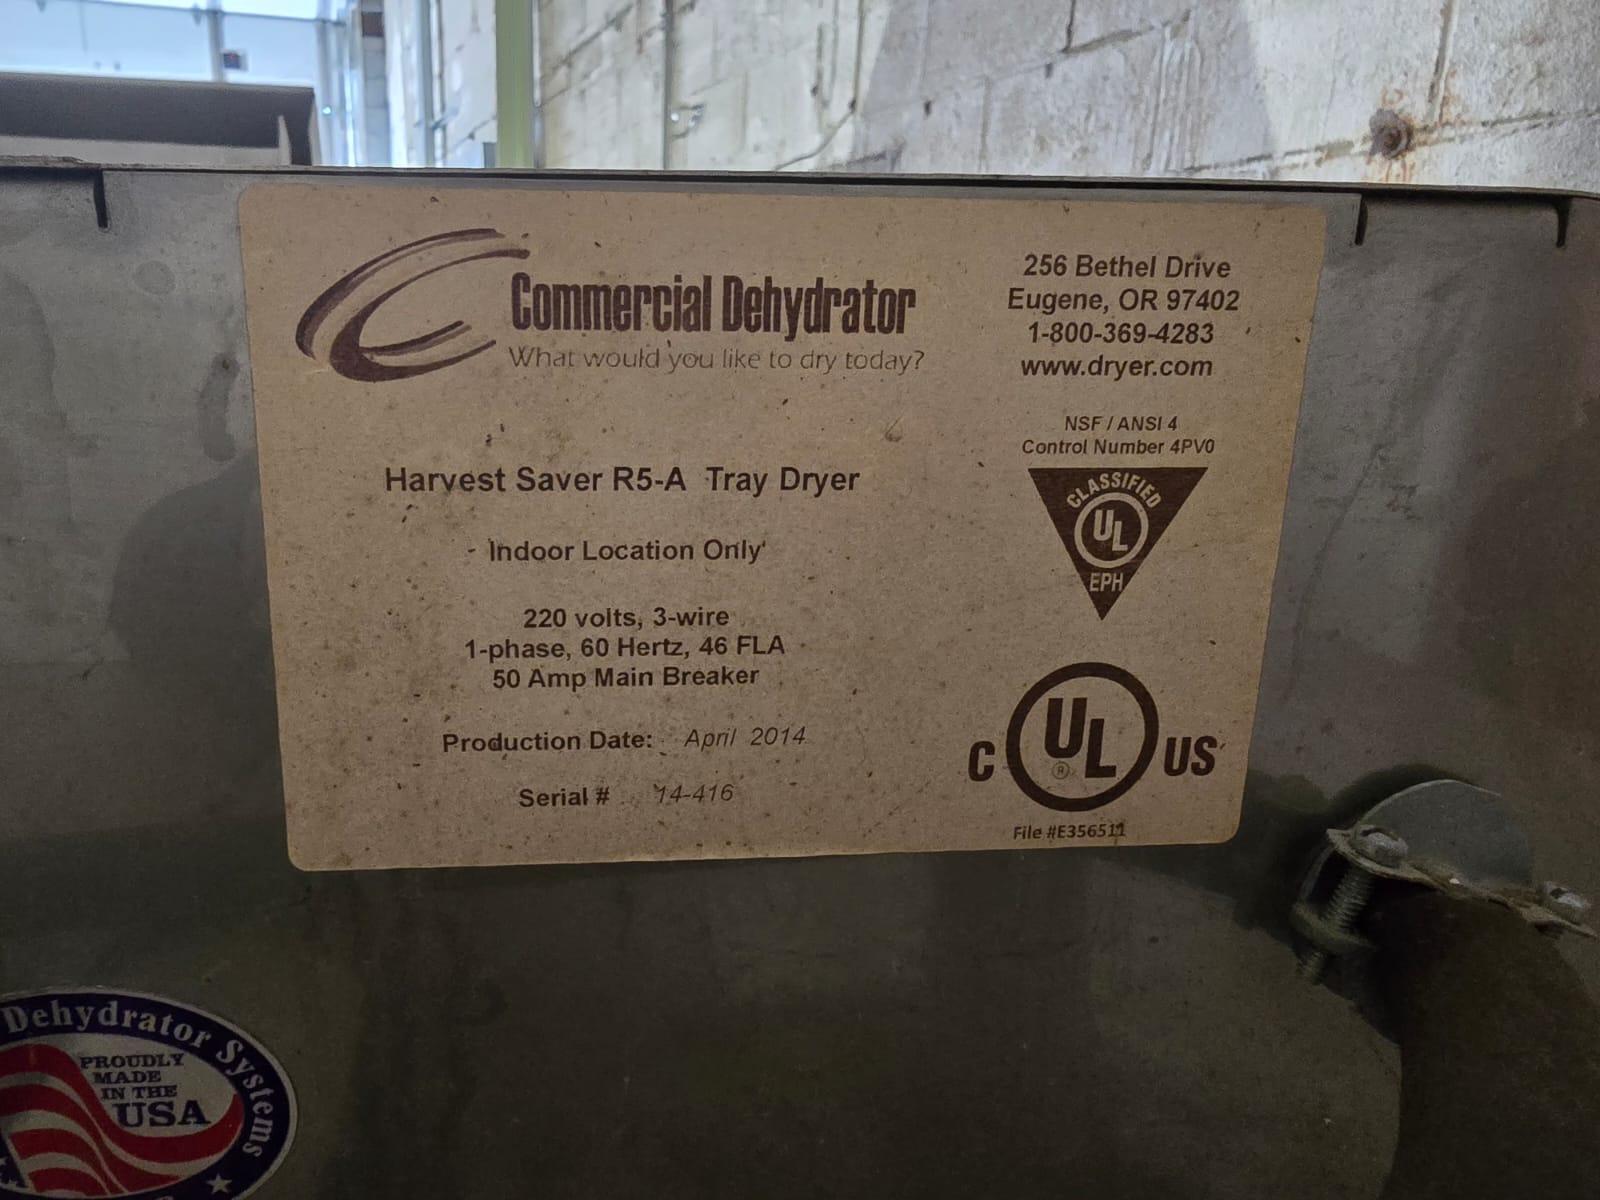 Commercial Dehydrator
What would you like to dry today?
256 Bethel Drive
Eugene, OR 97402
1-800-369-4283
www.dryer.com
NSF / ANSI 4
Control Number 4PV0
CLASSIFIED
UL
EPH
Harvest Saver R5-A Tray Dryer
Indoor Location Only
220 volts, 3-wire
1-phase, 60 Hertz, 46 FLA
50 Amp Main Breaker
Production Date: April 2014
Serial # 14-416
C UL US
®
File #E356511
Dehydrator Systems
PROUDLY
MADE
IN THE
USA